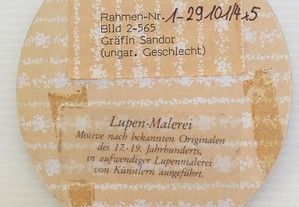 Rahmen-Nr. 1-29101/4x5
Bild 2-565
Gräfin Sandor
(ungar. Geschlecht)
Lupen-Malerei
Motive nach bekannten Originalen
des 17.-19. Jahrhunderts,
in aufwendiger Lupenmalerei
von Künstlern ausgeführt.